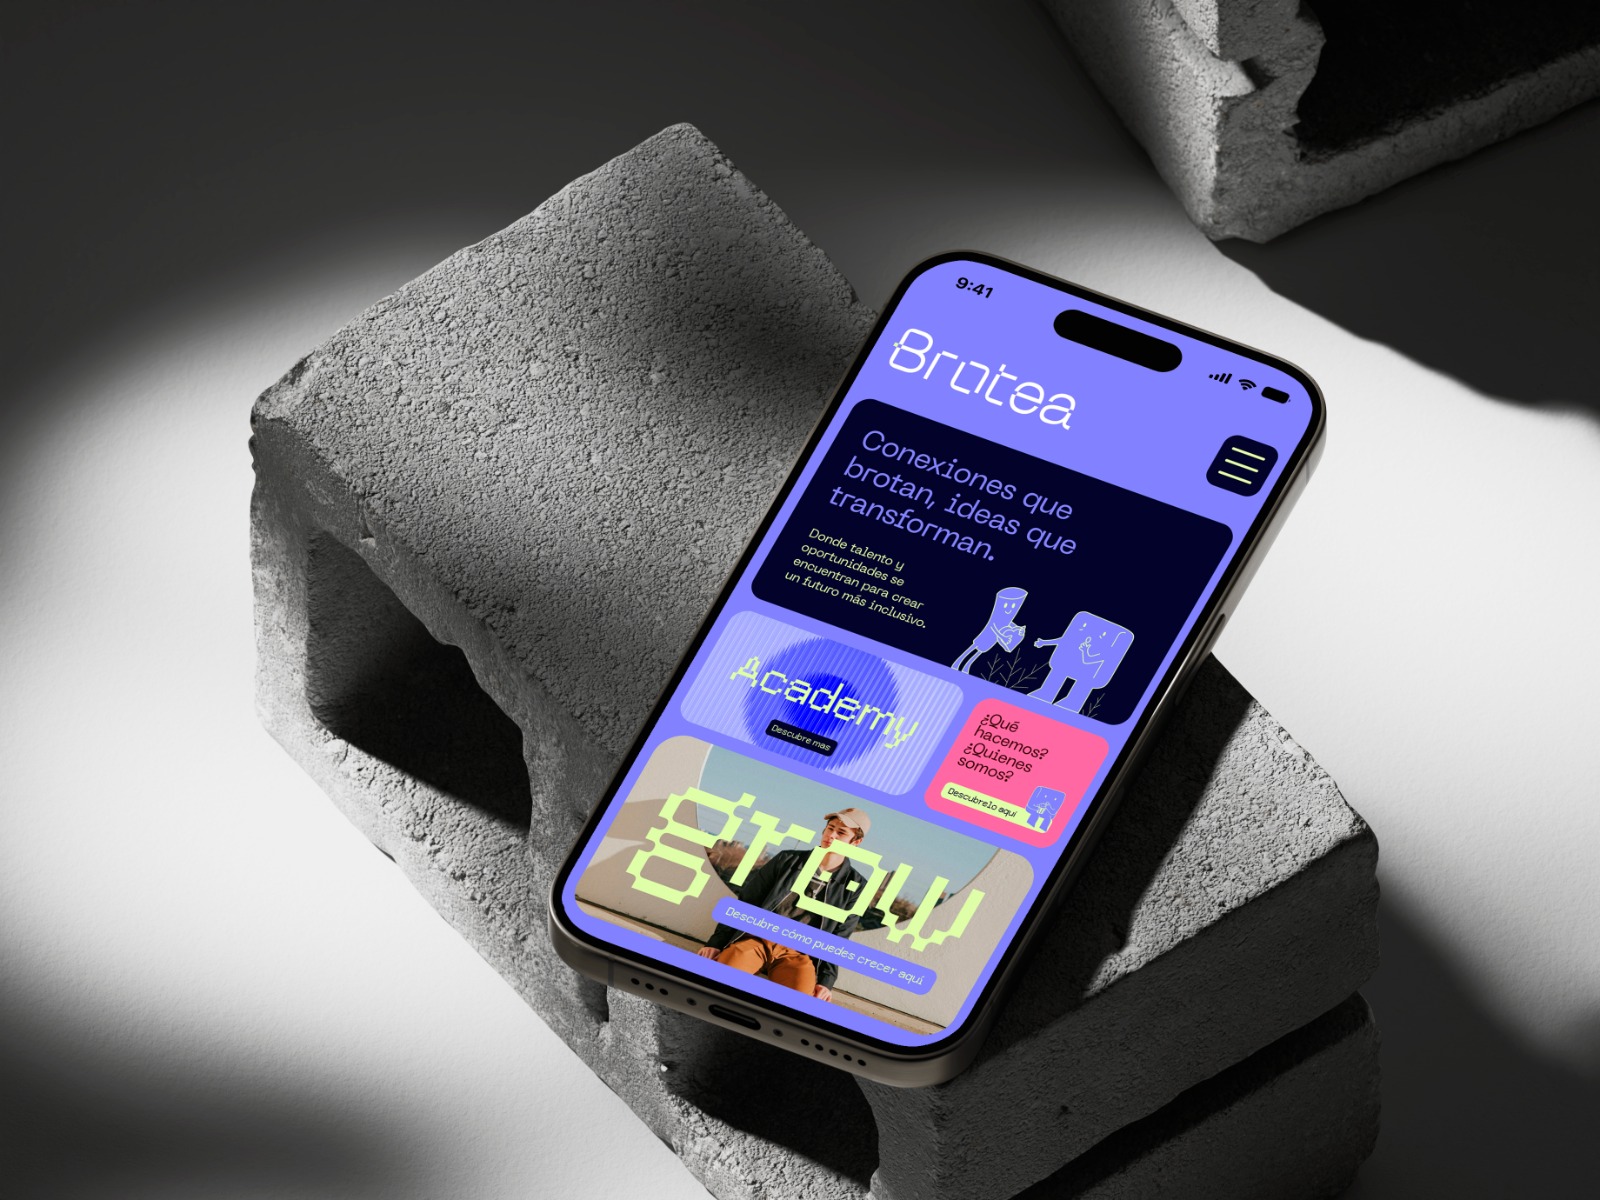 9:41
Brotea
Conexiones que
brotan, ideas que
transforman.
Donde talento y
oportunidades se
encuentran para crear
un futuro más inclusivo.
Academy
Descubre mas
¿Qué
hacemos?
¿Quienes
somos?
Descubrelo aquí
grow
Descubre cómo puedes crecer aquí